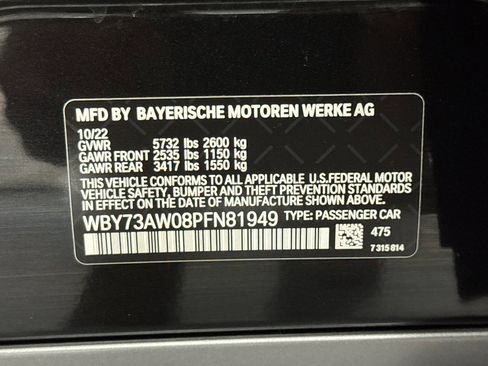 MFD BY BAYERISCHE MOTOREN WERKE AG
10/22
GVWR 5732 lbs 2600 kg
GAWR FRONT 2535 lbs 1150 kg
GAWR REAR 3417 lbs 1550 kg
THIS VEHICLE CONFORMS TO ALL APPLICABLE U.S.FEDERAL MOTOR
VEHICLE SAFETY, BUMPER AND THEFT PREVENTION STANDARDS
IN EFFECT ON THE DATE OF MANUFACTURE SHOWN ABOVE.
WBY73AW08PFN81949 TYPE: PASSENGER CAR
475
7 315 814